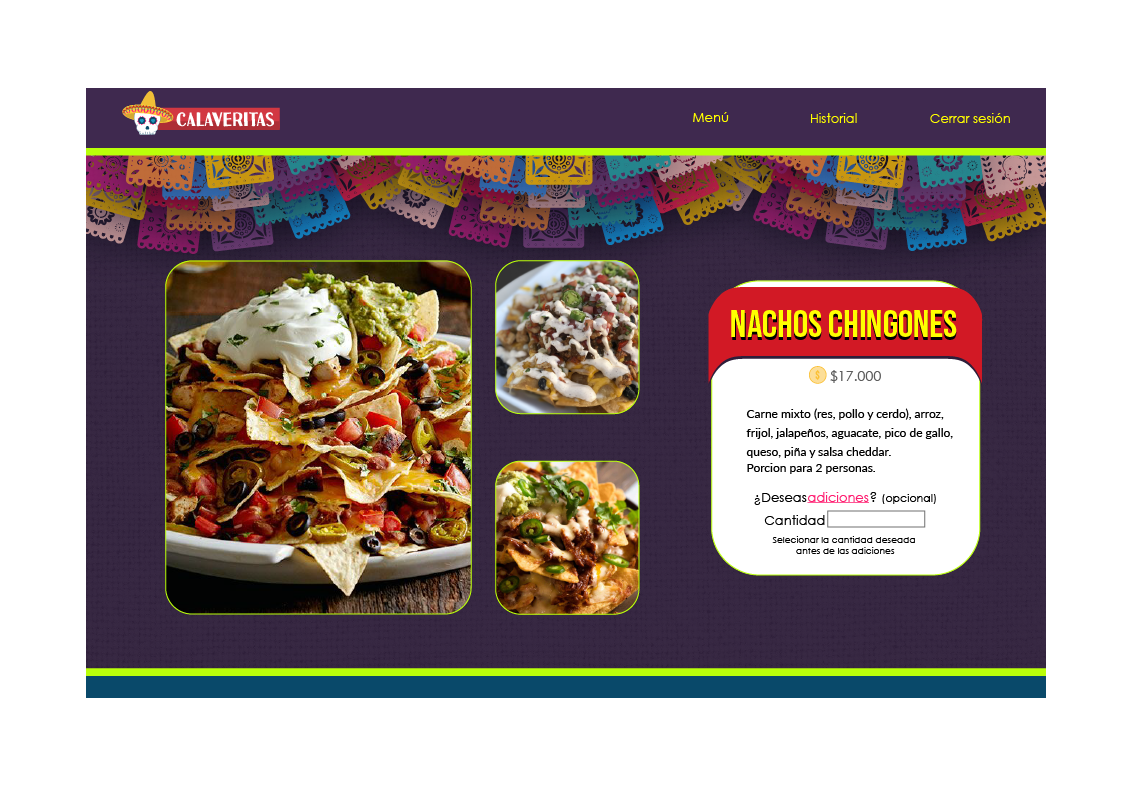 CALAVERITAS
Menú
Historial
Cerrar sesión
NACHOS CHINGONES
$ $17.000
Carne mixto (res, pollo y cerdo), arroz,
frijol, jalapeños, aguacate, pico de gallo,
queso, piña y salsa cheddar.
Porcion para 2 personas.
¿Deseas adiciones? (opcional)
Cantidad
Selecionar la cantidad deseada
antes de las adiciones